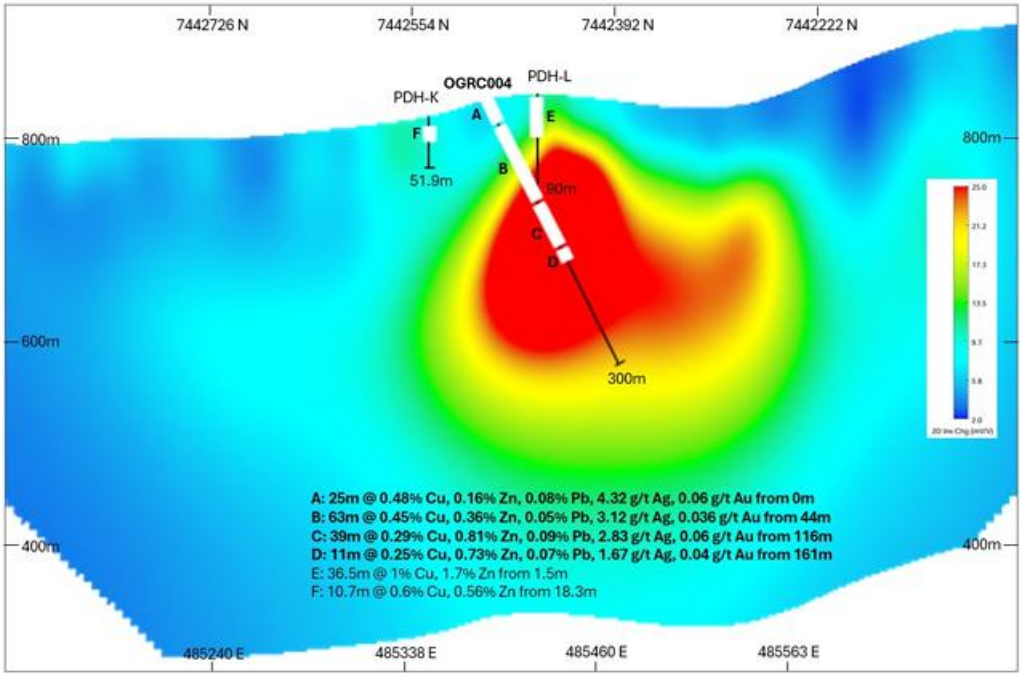 7442726 N 7442554 N 7442392 N 7442222 N
OGRC004 PDH-L
PDH-K
A E
F
800m 800m
B
51.9m 90m
C
D
600m
300m
25.0
21.2
17.3
13.5
9.7
5.8
2.0
2D Inv Chg (mV/V)
A: 25m @ 0.48% Cu, 0.16% Zn, 0.08% Pb, 4.32 g/t Ag, 0.06 g/t Au from 0m
B: 63m @ 0.45% Cu, 0.36% Zn, 0.05% Pb, 3.12 g/t Ag, 0.036 g/t Au from 44m
C: 39m @ 0.29% Cu, 0.81% Zn, 0.09% Pb, 2.83 g/t Ag, 0.06 g/t Au from 116m
D: 11m @ 0.25% Cu, 0.73% Zn, 0.07% Pb, 1.67 g/t Ag, 0.04 g/t Au from 161m
E: 36.5m @ 1% Cu, 1.7% Zn from 1.5m
F: 10.7m @ 0.6% Cu, 0.56% Zn from 18.3m
400m 400m
485240 E 485338 E 485460 E 485563 E